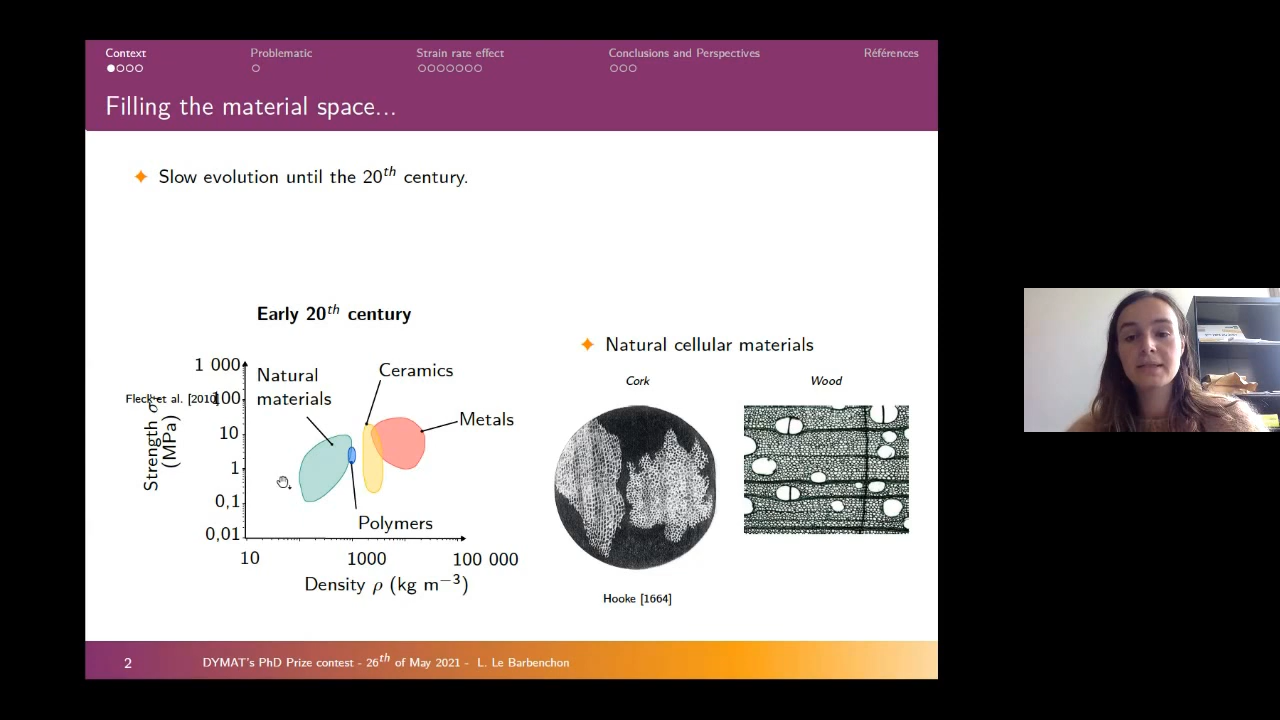 Context Problematic Strain rate effect Conclusions and Perspectives Références
Filling the material space...
Slow evolution until the 20th century.
Early 20th century
Natural cellular materials
Cork Wood
1 000
100
10
1
0,1
0,01
Strength σ
(MPa)
Fleck et al. [2010]
Natural
materials
Ceramics
Metals
Polymers
10 1000 100 000
Density ρ (kg m−3)
Hooke [1664]
2 DYMAT's PhD Prize contest - 26th of May 2021 - L. Le Barbenchon